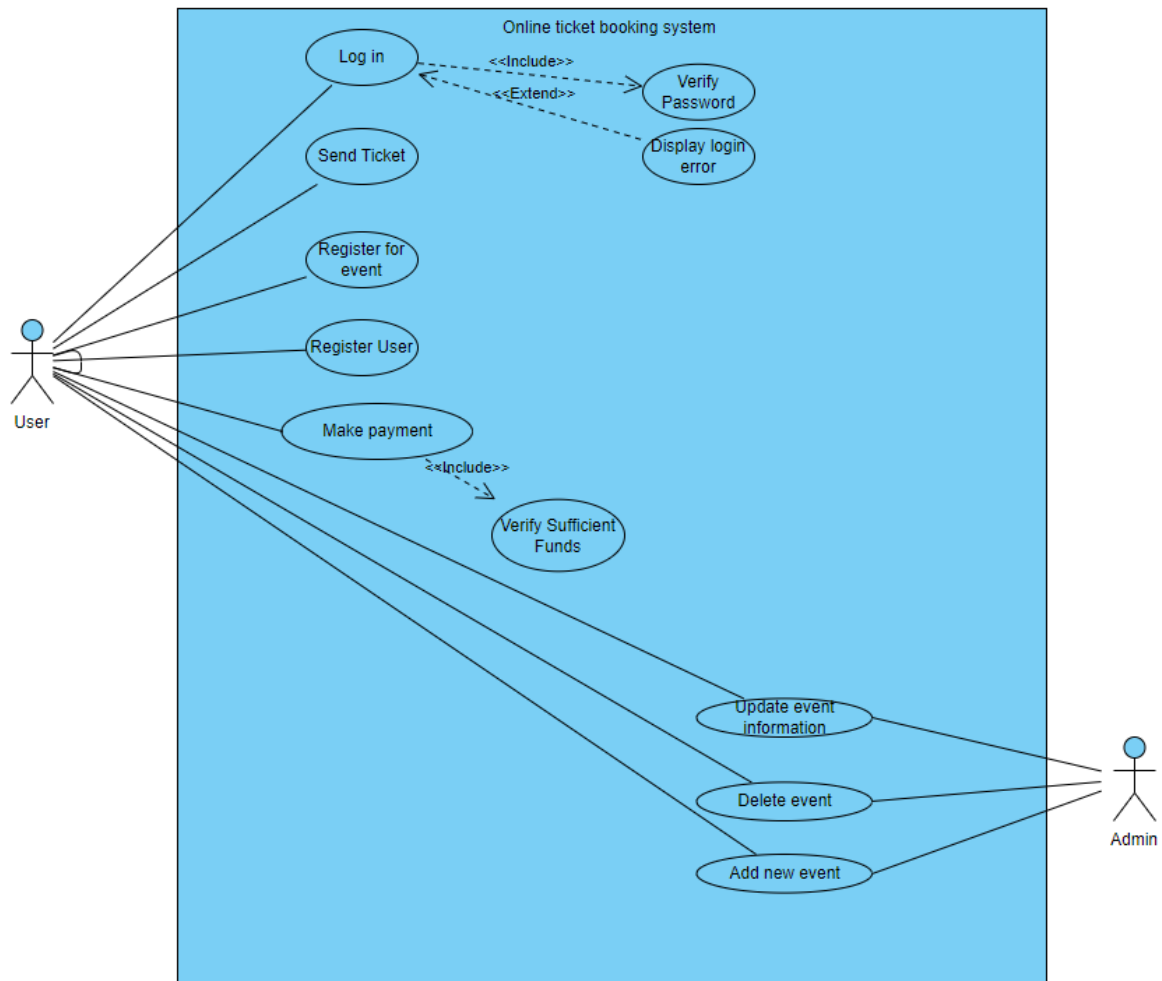 Online ticket booking system
Log in
<<Include>>
Verify
Password
<<Extend>>
Display login
error
Send Ticket
Register for
event
Register User
User
Make payment
<<Include>>
Verify Sufficient
Funds
Update event
information
Delete event
Admin
Add new event